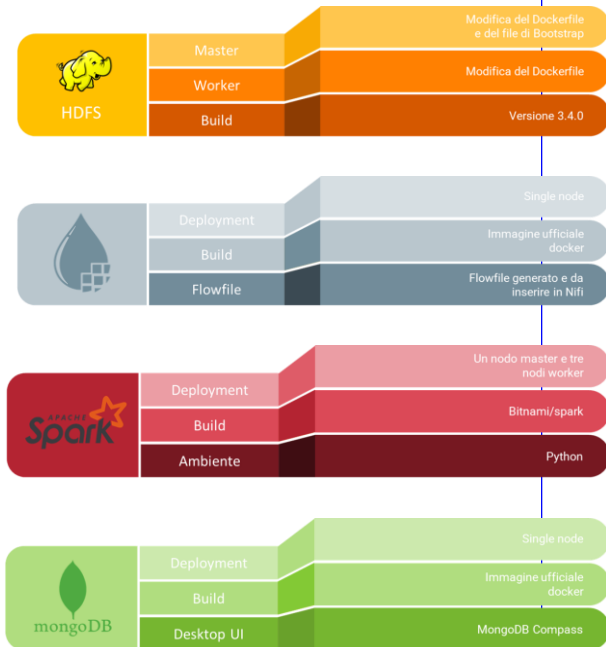 HDFS
Master
Modifica del Dockerfile
e del file di Bootstrap
Worker
Modifica del Dockerfile
Build
Versione 3.4.0
Deployment
Single node
Build
Immagine ufficiale
docker
Flowfile
Flowfile generato e da
inserire in Nifi
APACHE
Spark
Deployment
Un nodo master e tre
nodi worker
Build
Bitnami/spark
Ambiente
Python
mongoDB
Deployment
Single node
Build
Immagine ufficiale
docker
Desktop UI
MongoDB Compass